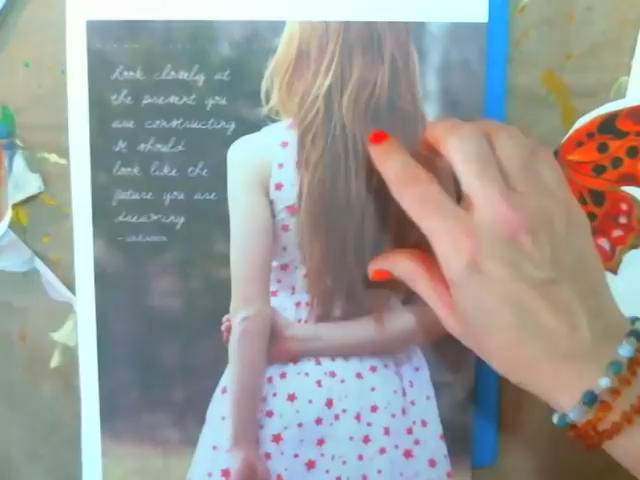 Look closely at
the present you
are constructing
It should
look like the
future you are
dreaming